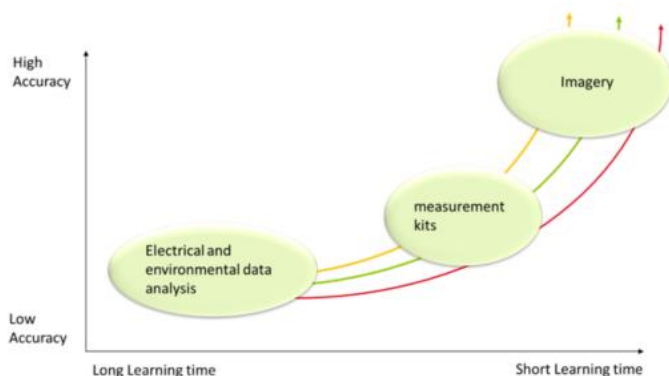 High
Accuracy
Imagery
measurement
kits
Electrical and
environmental data
analysis
Low
Accuracy
Long Learning time
Short Learning time